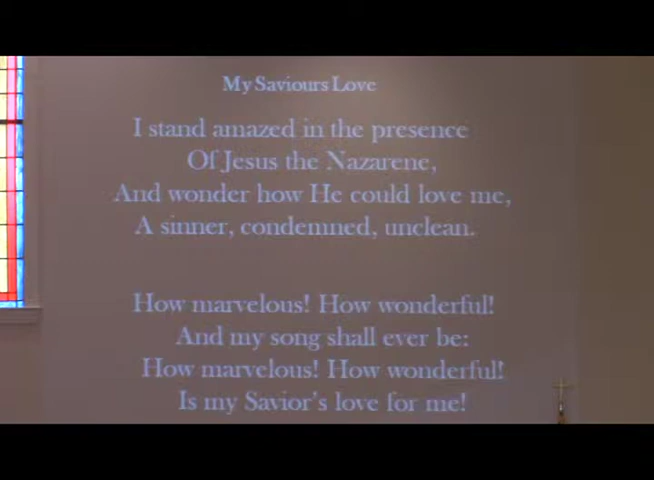 My Saviours Love
I stand amazed in the presence
Of Jesus the Nazarene,
And wonder how He could love me,
A sinner, condemned, unclean.
How marvelous! How wonderful!
And my song shall ever be:
How marvelous! How wonderful!
Is my Savior's love for me!